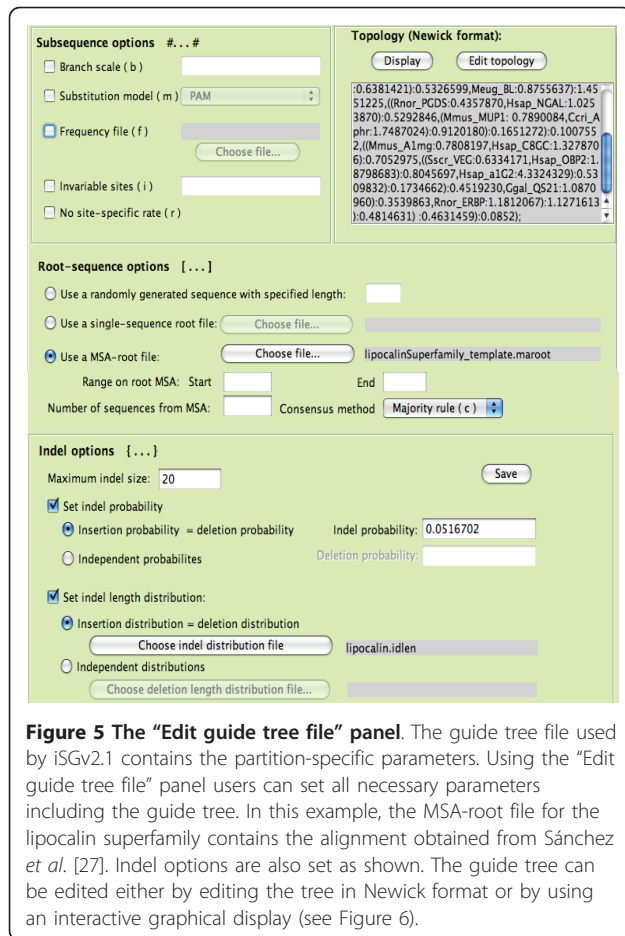 Subsequence options #...#
Branch scale ( b )
Substitution model ( m ) PAM
Frequency file ( f )
Choose file...
Invariable sites ( i )
No site-specific rate ( r )
Topology (Newick format):
Display Edit topology
:0.6381421):0.5326599,Meug_BL:0.8755637):1.45
51225,((Rnor_PGDS:0.4357870,Hsap_NGAL:1.025
3870):0.5292846,(Mmus_MUP1: 0.7890084,Ccri_A
phr:1.7487024):0.9120180):0.1651272):0.100755
2,((Mmus_A1mg:0.7808197,Hsap_C8GC:1.327870
6):0.7052975,((Sscr_VEG:0.6334171,Hsap_OBP2:1.
8798683):0.8045697,Hsap_a1G2:4.3324329):0.53
09832):0.1734662):0.4519230,Ggal_QS21:1.0870
960):0.3539863,Rnor_ERBP:1.1812067):1.1271613
):0.4814631) :0.4631459):0.0852);
Root-sequence options [...]
Use a randomly generated sequence with specified length:
Use a single-sequence root file: Choose file...
Use a MSA-root file: Choose file... lipocalinSuperfamily_template.maroot
Range on root MSA: Start End
Number of sequences from MSA: Consensus method Majority rule ( c )
Indel options {...}
Maximum indel size: 20 Save
Set indel probability
Insertion probability = deletion probability Indel probability: 0.0516702
Independent probabilites Deletion probability:
Set indel length distribution:
Insertion distribution = deletion distribution
Choose indel distribution file lipocalin.idlen
Independent distributions
Choose deletion length distribution file...
Figure 5 The “Edit guide tree file” panel. The guide tree file used
by iSGv2.1 contains the partition-specific parameters. Using the “Edit
guide tree file” panel users can set all necessary parameters
including the guide tree. In this example, the MSA-root file for the
lipocalin superfamily contains the alignment obtained from Sánchez
et al. [27]. Indel options are also set as shown. The guide tree can
be edited either by editing the tree in Newick format or by using
an interactive graphical display (see Figure 6).